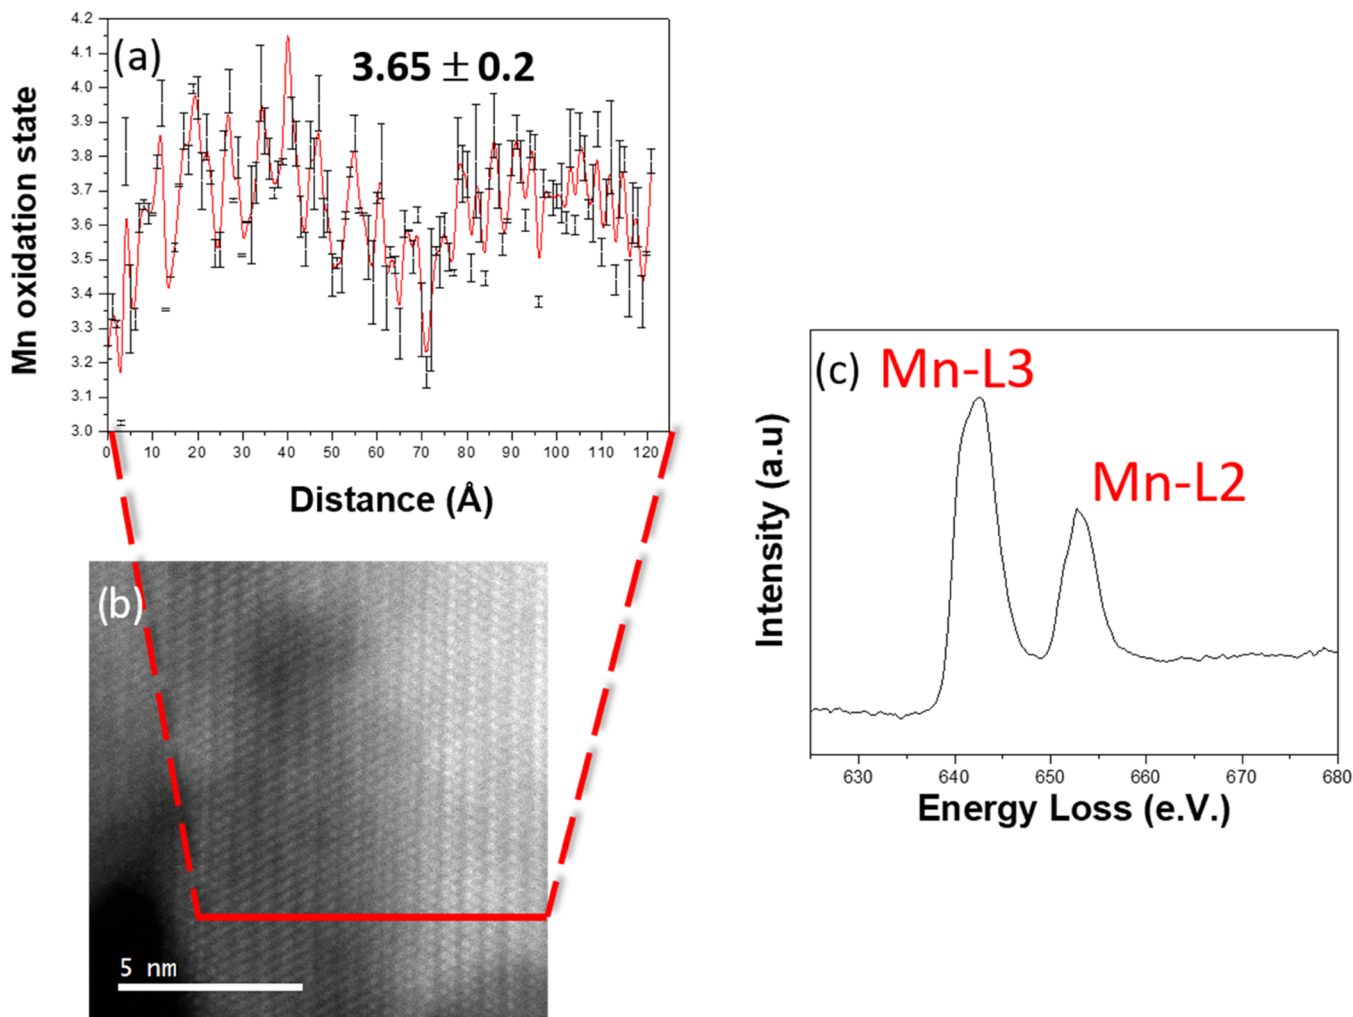 (a)
3.65 ± 0.2
Mn oxidation state
4.2
4.1
4.0
3.9
3.8
3.7
3.6
3.5
3.4
3.3
3.2
3.1
3.0
0 10 20 30 40 50 60 70 80 90 100 110 120
Distance (Å)
(b)
5 nm
(c)
Mn-L3
Mn-L2
Intensity (a.u)
630 640 650 660 670 680
Energy Loss (e.V.)